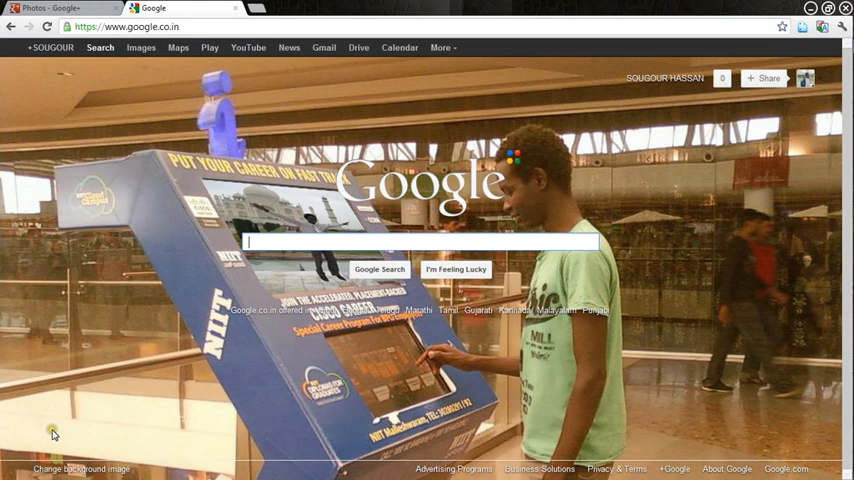 Photos - Google+
Google
https://www.google.co.in
+SOUGOUR Search Images Maps Play YouTube News Gmail Drive Calendar More
SOUGOUR HASSAN 0 + Share
PUT YOUR CAREER ON FAST TRACK
Google
NIIT
Google Search I'm Feeling Lucky
JOIN THE ACCELERATED, PLACEMENT-BACKED
CISCO CAREER
Google.co.in offered in Telugu Marathi Tamil Gujarati Kannada Malayalam Punjabi
Special Career Program For BPO Employees
NIIT
MILL
NIIT Malleshwaram, TEL:
Change background image
Advertising Programs Business Solutions Privacy & Terms +Google About Google Google.com